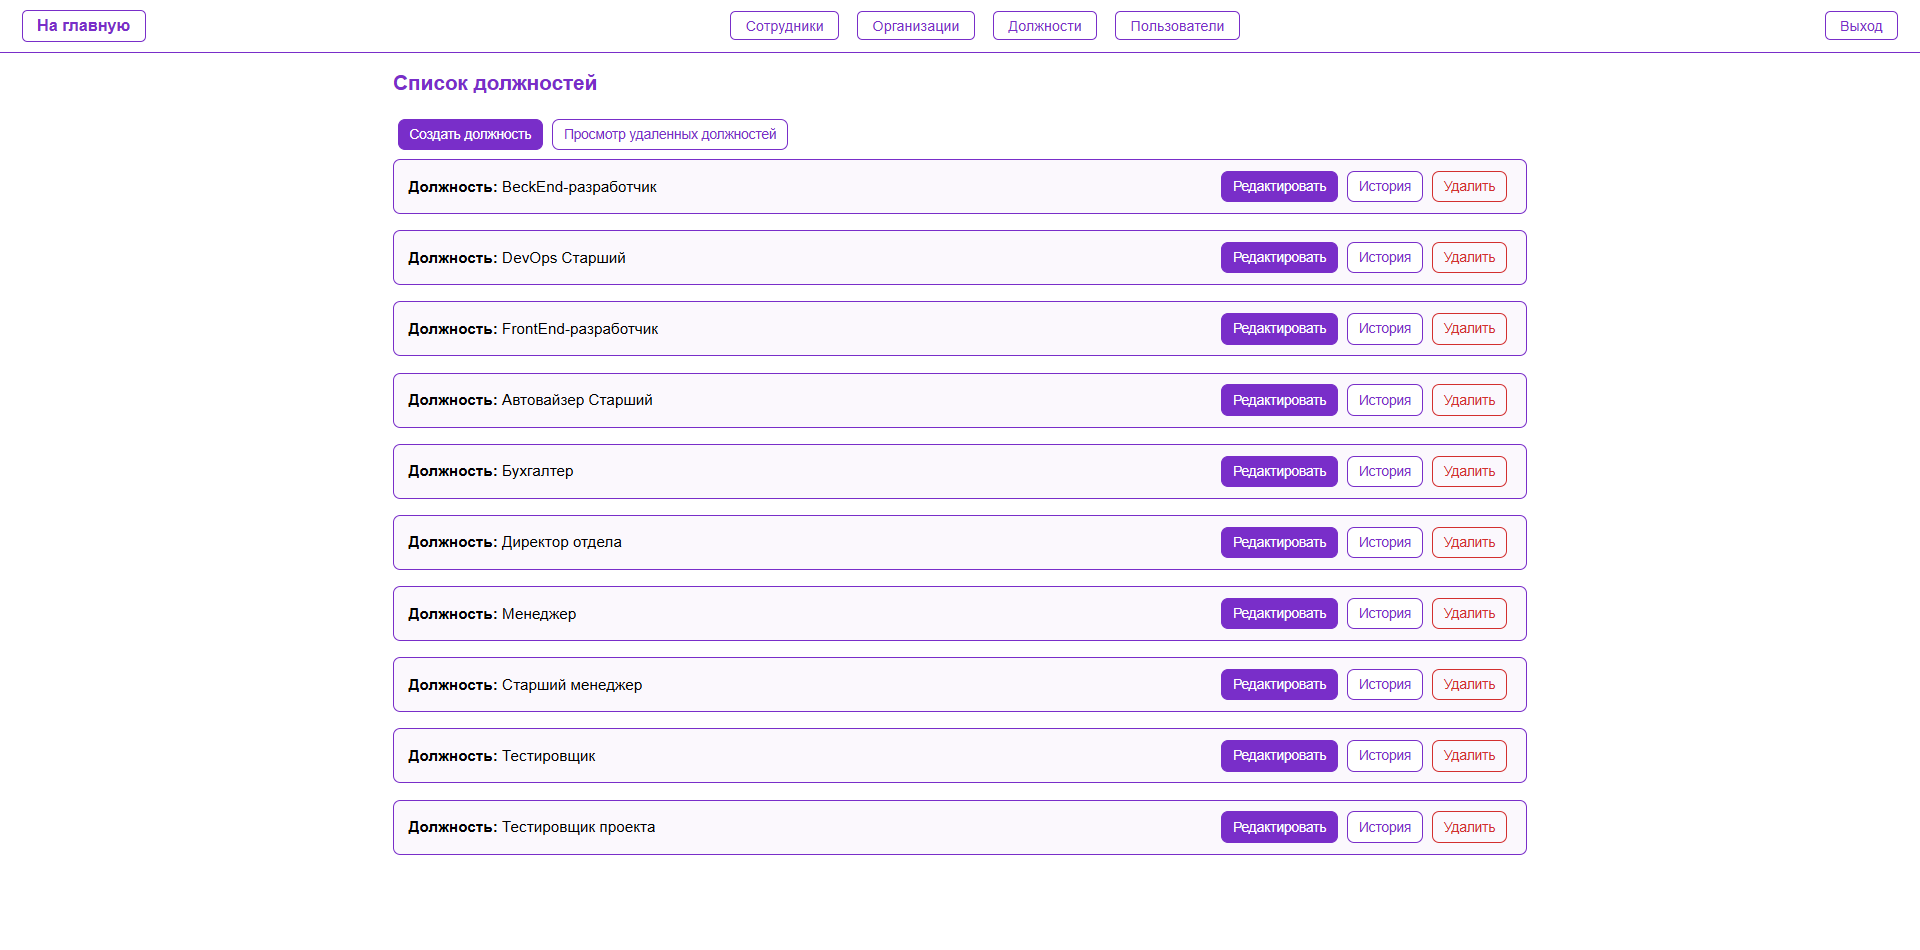 На главную Сотрудники Организации Должности Пользователи Выход
Список должностей
Создать должность Просмотр удаленных должностей
Должность: BeckEnd-разработчик Редактировать История Удалить
Должность: DevOps Старший Редактировать История Удалить
Должность: FrontEnd-разработчик Редактировать История Удалить
Должность: Автовайзер Старший Редактировать История Удалить
Должность: Бухгалтер Редактировать История Удалить
Должность: Директор отдела Редактировать История Удалить
Должность: Менеджер Редактировать История Удалить
Должность: Старший менеджер Редактировать История Удалить
Должность: Тестировщик Редактировать История Удалить
Должность: Тестировщик проекта Редактировать История Удалить